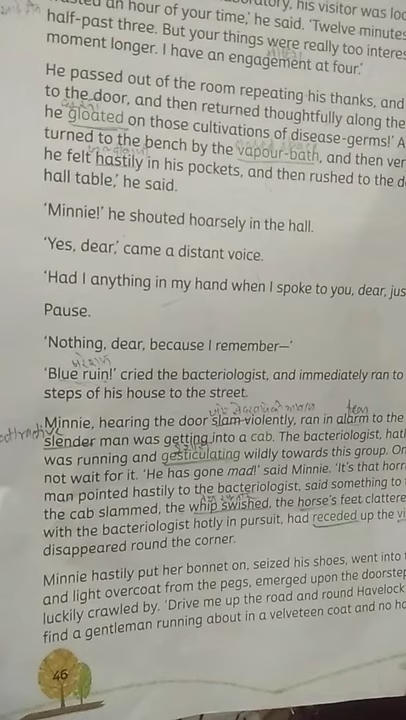 an hour of your time,' he said. 'Twelve minutes
half-past three. But your things were really too interes
moment longer. I have an engagement at four.'
He passed out of the room repeating his thanks, and
to the door, and then returned thoughtfully along the
he gloated on those cultivations of disease-germs!' A
turned to the bench by the vapour-bath, and then ver
he felt hastily in his pockets, and then rushed to the d
hall table,' he said.
'Minnie!' he shouted hoarsely in the hall.
'Yes, dear,' came a distant voice.
'Had I anything in my hand when I spoke to you, dear, jus
Pause.
'Nothing, dear, because I remember—'
'Blue ruin!' cried the bacteriologist, and immediately ran to
steps of his house to the street.
Minnie, hearing the door slam violently, ran in alarm to the
slender man was getting into a cab. The bacteriologist, hatl
was running and gesticulating wildly towards this group. On
not wait for it. 'He has gone mad!' said Minnie. 'It's that horr
man pointed hastily to the bacteriologist, said something to
the cab slammed, the whip swished, the horse's feet clattere
with the bacteriologist hotly in pursuit, had receded up the vi
disappeared round the corner.
Minnie hastily put her bonnet on, seized his shoes, went into
and light overcoat from the pegs, emerged upon the doorstep
luckily crawled by. 'Drive me up the road and round Havelock
find a gentleman running about in a velveteen coat and no ha
46